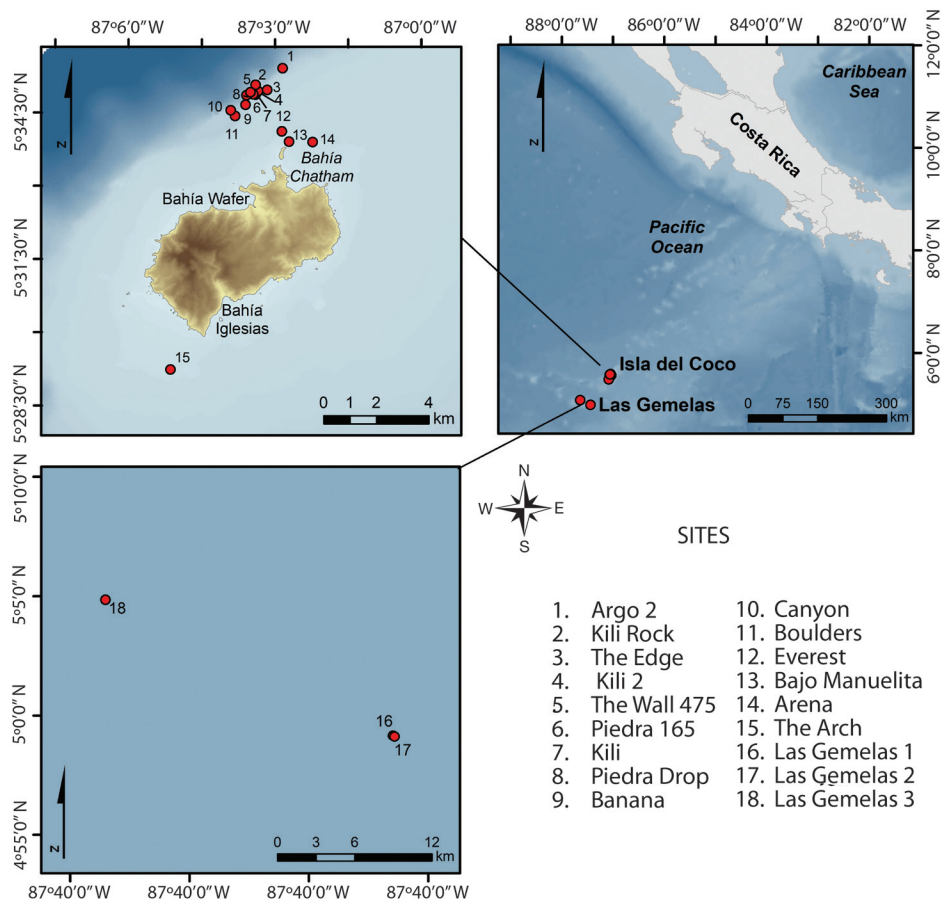 87°6'0"W 87°3'0"W 87°0'0"W
5°34'30"N
5°31'30"N
5°28'30"N
z
1
2
5
3
8
4
6
7
10
9
11
12
13
14
Bahía
Chatham
Bahía Wafer
Bahía
Iglesias
15
0 1 2 4
km
88°0'0"W 86°0'0"W 84°0'0"W 82°0'0"W
12°0'0"N
10°0'0"N
8°0'0"N
6°0'0"N
z
Caribbean
Sea
Costa Rica
Pacific
Ocean
Isla del Coco
Las Gemelas
0 75 150 300
km
5°10'0"N
5°5'0"N
5°0'0"N
4°55'0"N
18
16
17
z
0 3 6 12
km
87°40'0"W 87°40'0"W 87°40'0"W
N
W E
S
SITES
1. Argo 2
2. Kili Rock
3. The Edge
4. Kili 2
5. The Wall 475
6. Piedra 165
7. Kili
8. Piedra Drop
9. Banana
10. Canyon
11. Boulders
12. Everest
13. Bajo Manuelita
14. Arena
15. The Arch
16. Las Gemelas 1
17. Las Gemelas 2
18. Las Gemelas 3